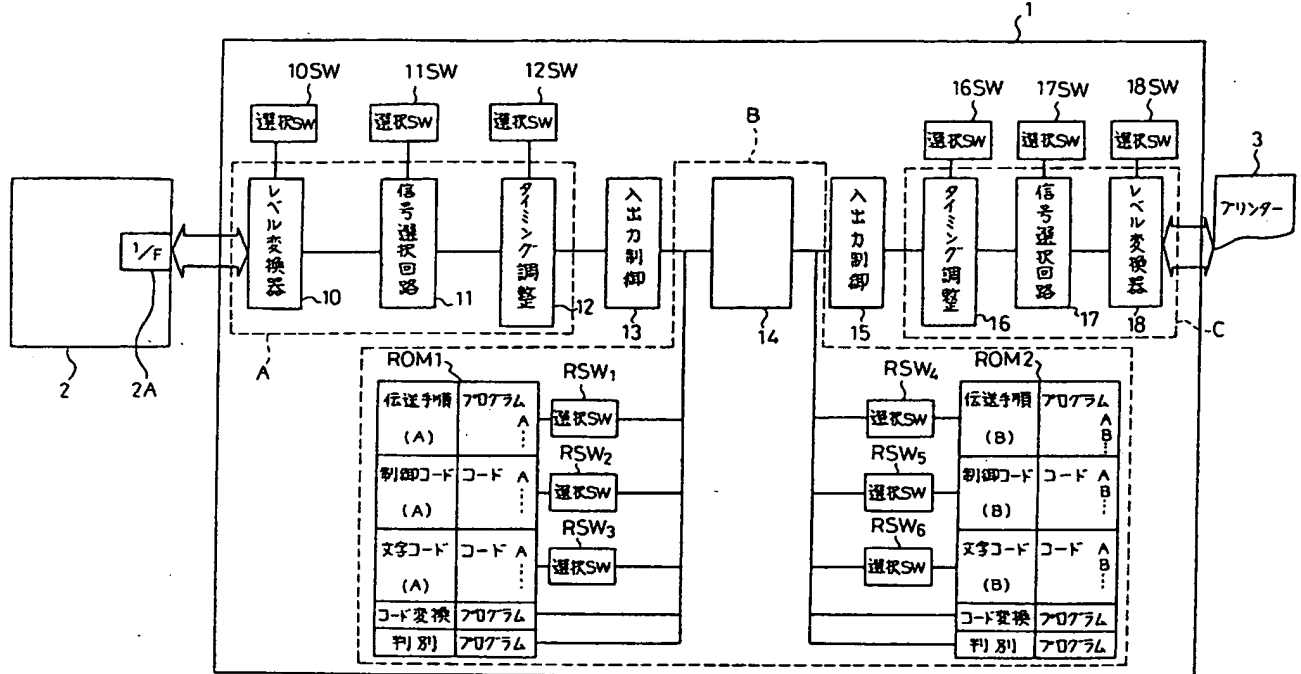 1
10SW
11SW
12SW
16SW
17SW
18SW
選択SW
選択SW
選択SW
B
選択SW
選択SW
選択SW
3
プリンター
I/F
2
2A
レベル変換器
10
信号選択回路
11
タイミング調整
12
入出力制御
13
14
入出力制御
15
タイミング調整
16
信号選択回路
17
レベル変換器
18
A
C
ROM1
伝送手順
(A)
プログラム
A
制御コード
(A)
コード
A
文字コード
(A)
コード
A
コード変換
プログラム
判別
プログラム
RSW1
選択SW
RSW2
選択SW
RSW3
選択SW
RSW4
選択SW
RSW5
選択SW
RSW6
選択SW
ROM2
伝送手順
(B)
プログラム
A
B
制御コード
(B)
コード
A
B
文字コード
(B)
コード
A
B
コード変換
プログラム
判別
プログラム